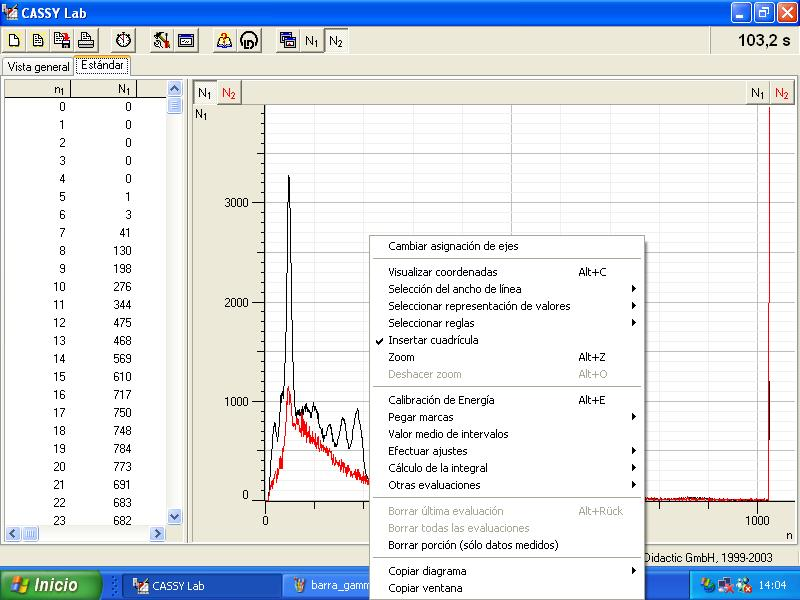 CASSY Lab
N1 N2
103,2 s
Vista general Estándar
n1 N1
0 0
1 0
2 0
3 0
4 0
5 1
6 3
7 41
8 130
9 198
10 276
11 344
12 475
13 468
14 569
15 610
16 717
17 750
18 748
19 784
20 773
21 691
22 683
23 682
N1 N2
N1 N2
N1
3000
2000
1000
0
0
1000
n
Cambiar asignación de ejes
Visualizar coordenadas Alt+C
Selección del ancho de línea
Seleccionar representación de valores
Seleccionar reglas
Insertar cuadrícula
Zoom Alt+Z
Deshacer zoom Alt+O
Calibración de Energía Alt+E
Pegar marcas
Valor medio de intervalos
Efectuar ajustes
Cálculo de la integral
Otras evaluaciones
Borrar última evaluación Alt+Rück
Borrar todas las evaluaciones
Borrar porción (sólo datos medidos)
Copiar diagrama
Copiar ventana
Didactic GmbH, 1999-2003
Inicio
CASSY Lab
barra_gamm
14:04